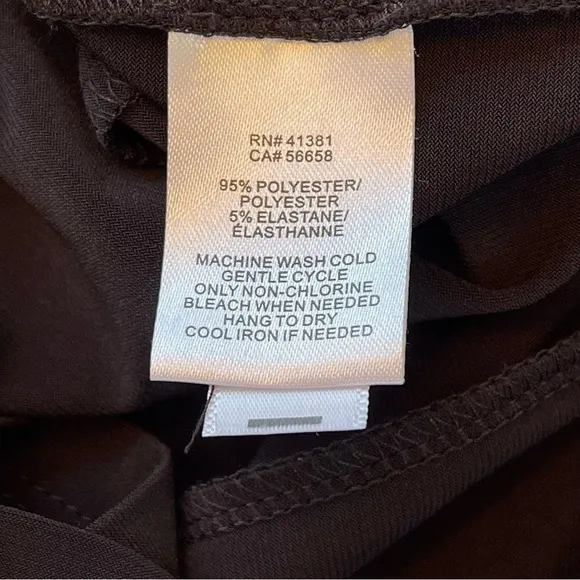 RN# 41381
CA# 56658
95% POLYESTER/
POLYESTER
5% ELASTANE/
ÉLASTHANNE
MACHINE WASH COLD
GENTLE CYCLE
ONLY NON-CHLORINE
BLEACH WHEN NEEDED
HANG TO DRY
COOL IRON IF NEEDED